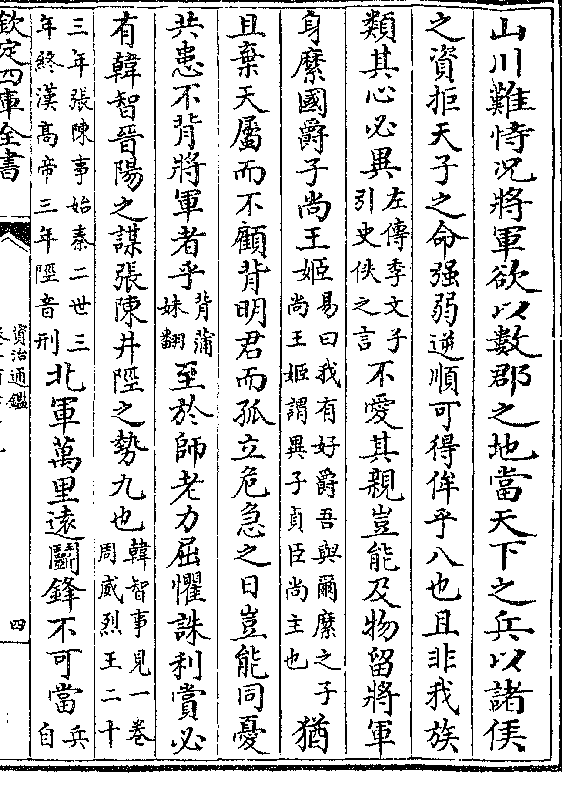 山川難恃况將軍欲以數郡之地當天下之兵以諸侯
之資拒天子之命强弱逆順可得侔乎八也且非我族
類其心必異左傳季文子引史佚之言不愛其親豈能及物留將軍
身縻國爵子尚王姬易曰我有好爵吾與爾縻之子尚王姬謂異子貞臣尚主也猶
且棄天屬而不顧背明君而孤立危急之日豈能同憂
共患不背將軍者乎背蒲妹翻至於師老力屈懼誅利賞必
有韓智晉陽之謀張陳井陘之勢九也韓智事見一卷周威烈王二十
三年張陳事始秦二世三年終漢髙帝三年陘音刑北軍萬里遠鬭鋒不可當兵自
欽定四庫全書
資治通鑑
四